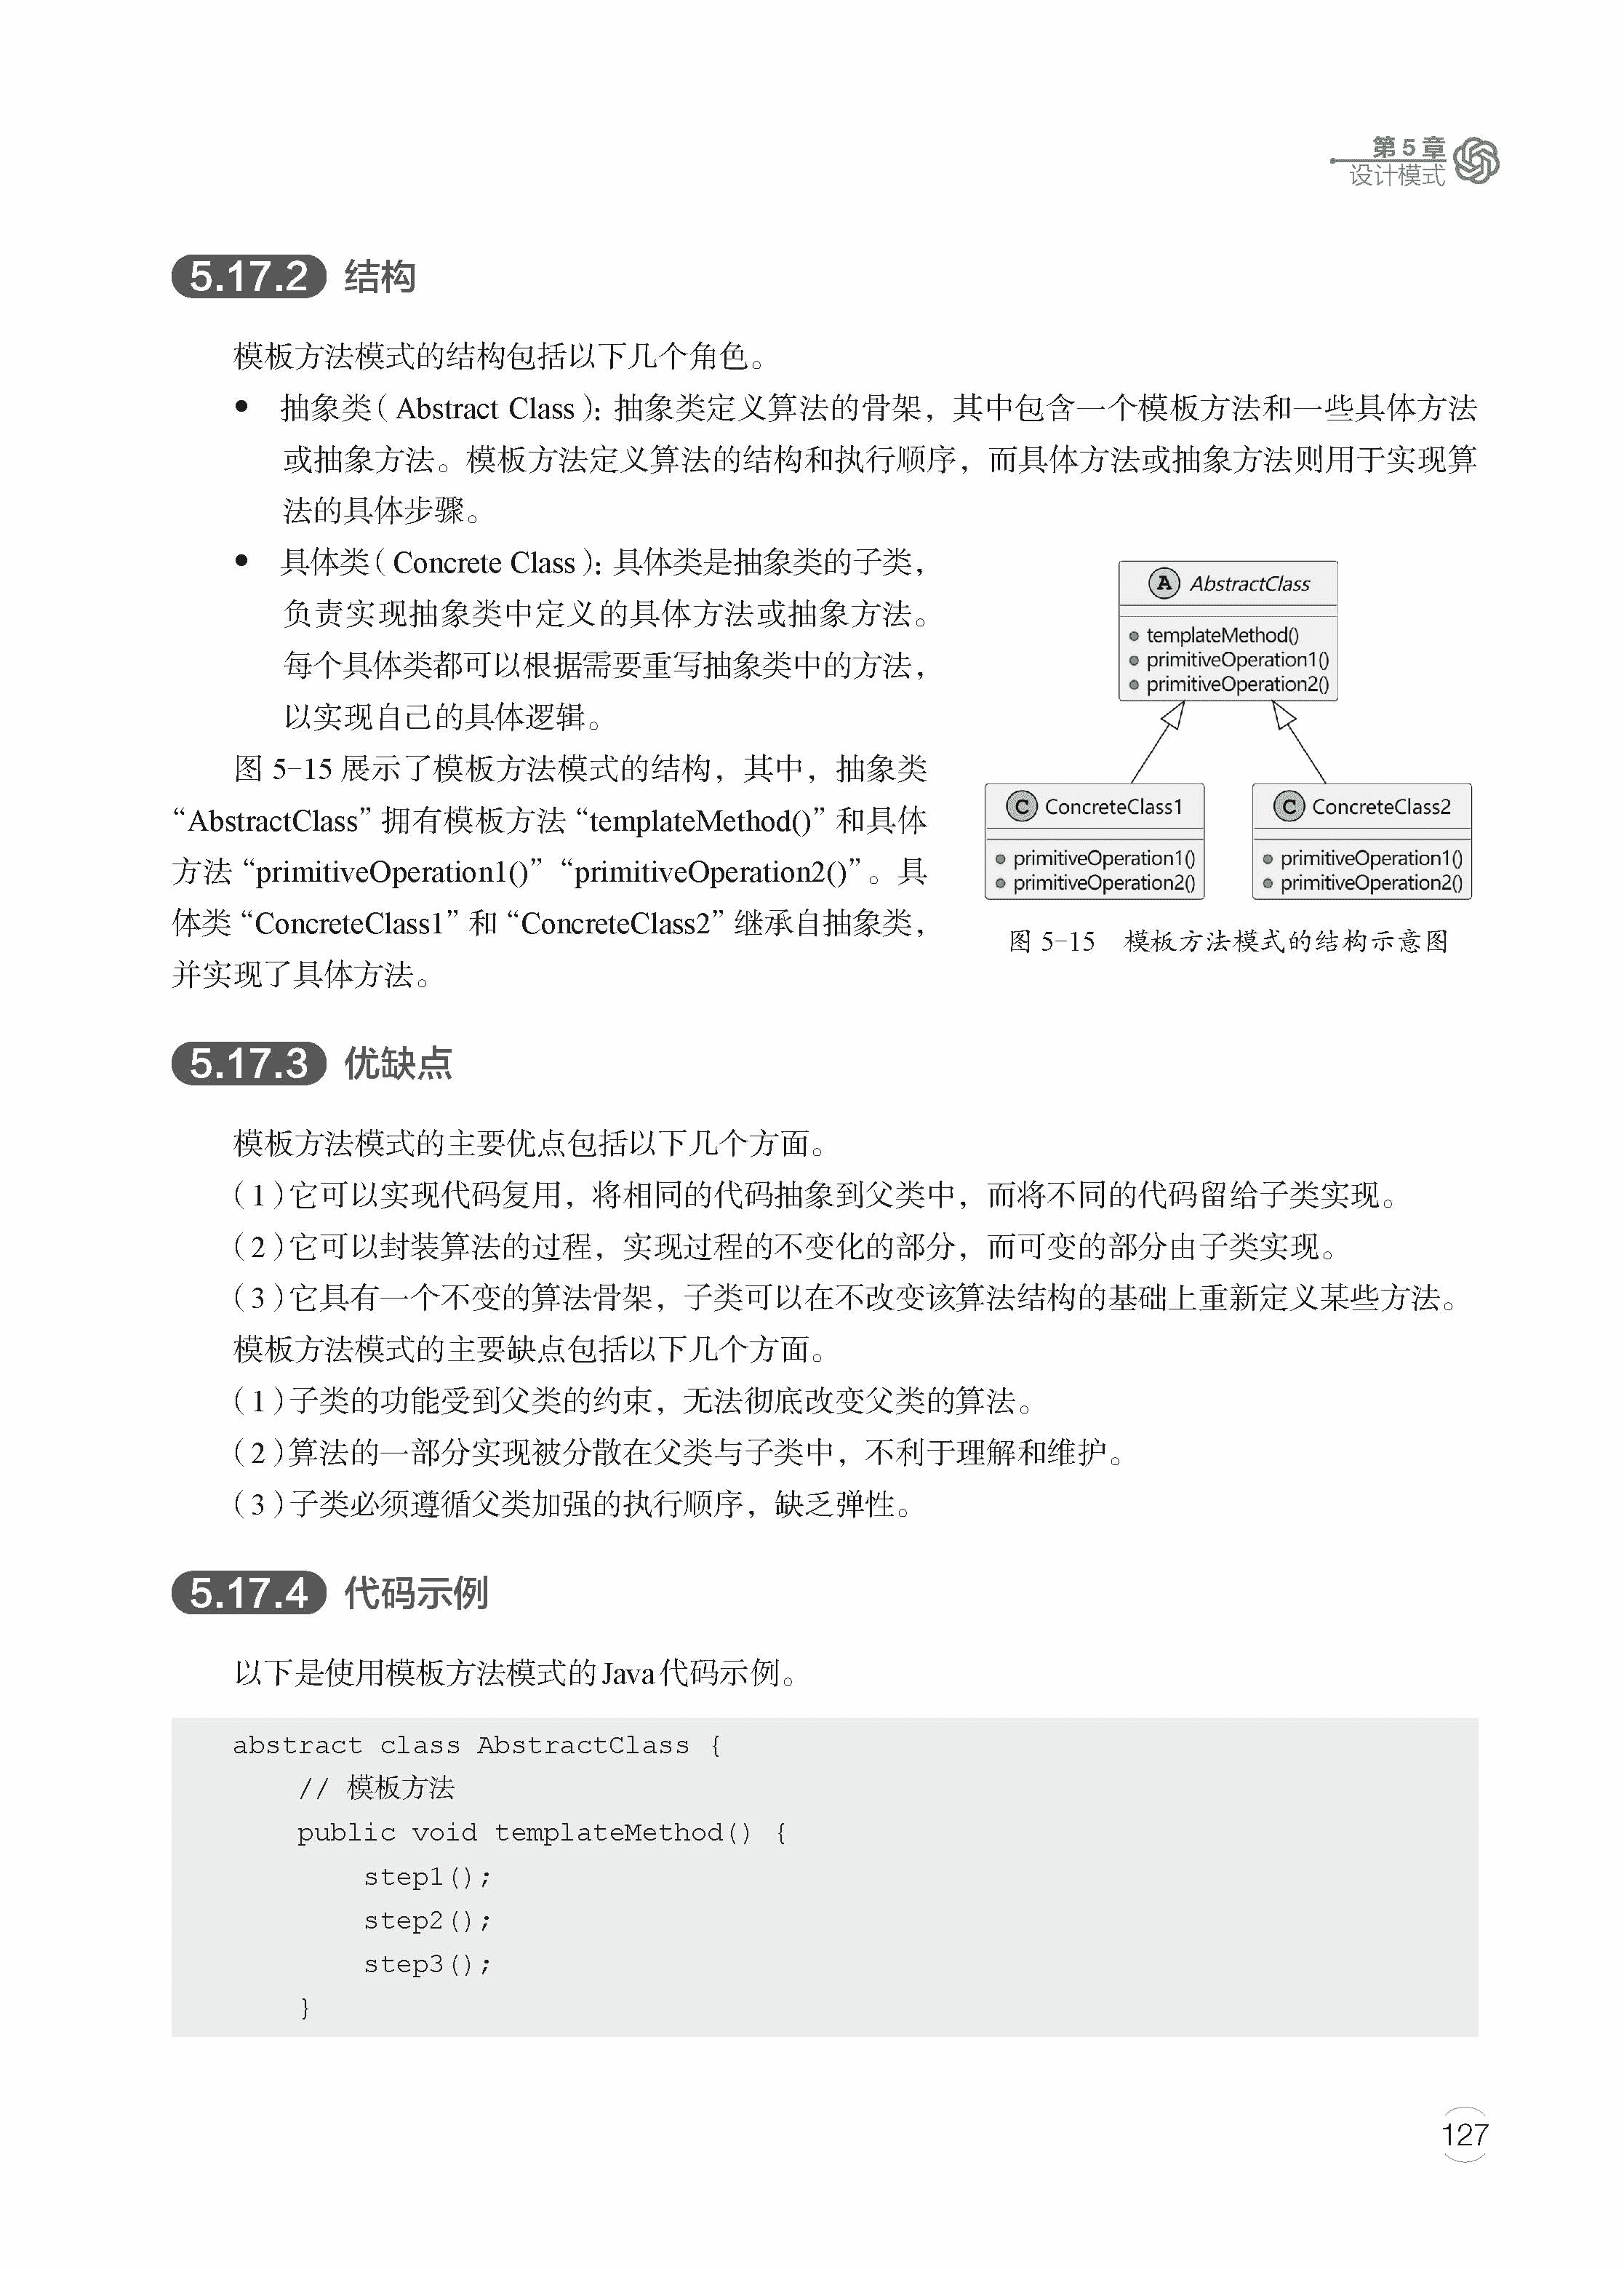 第5章
设计模式
5.17.2 结构
模板方法模式的结构包括以下几个角色。
● 抽象类（Abstract Class）：抽象类定义算法的骨架，其中包含一个模板方法和一些具体方法
或抽象方法。模板方法定义算法的结构和执行顺序，而具体方法或抽象方法则用于实现算
法的具体步骤。
● 具体类（Concrete Class）：具体类是抽象类的子类，
负责实现抽象类中定义的具体方法或抽象方法。
每个具体类都可以根据需要重写抽象类中的方法，
以实现自己的具体逻辑。
图 5-15 展示了模板方法模式的结构，其中，抽象类
“AbstractClass”拥有模板方法“templateMethod()”和具体
方法“primitiveOperation1()”“primitiveOperation2()”。具
体类“ConcreteClass1”和“ConcreteClass2”继承自抽象类，
并实现了具体方法。
A AbstractClass
templateMethod()
primitiveOperation1()
primitiveOperation2()
C ConcreteClass1
primitiveOperation1()
primitiveOperation2()
C ConcreteClass2
primitiveOperation1()
primitiveOperation2()
图 5-15 模板方法模式的结构示意图
5.17.3 优缺点
模板方法模式的主要优点包括以下几个方面。
（1）它可以实现代码复用，将相同的代码抽象到父类中，而将不同的代码留给子类实现。
（2）它可以封装算法的过程，实现过程的不变化的部分，而可变的部分由子类实现。
（3）它具有一个不变的算法骨架，子类可以在不改变该算法结构的基础上重新定义某些方法。
模板方法模式的主要缺点包括以下几个方面。
（1）子类的功能受到父类的约束，无法彻底改变父类的算法。
（2）算法的一部分实现被分散在父类与子类中，不利于理解和维护。
（3）子类必须遵循父类加强的执行顺序，缺乏弹性。
5.17.4 代码示例
以下是使用模板方法模式的Java代码示例。
abstract class AbstractClass {
// 模板方法
public void templateMethod() {
step1();
step2();
step3();
}
127